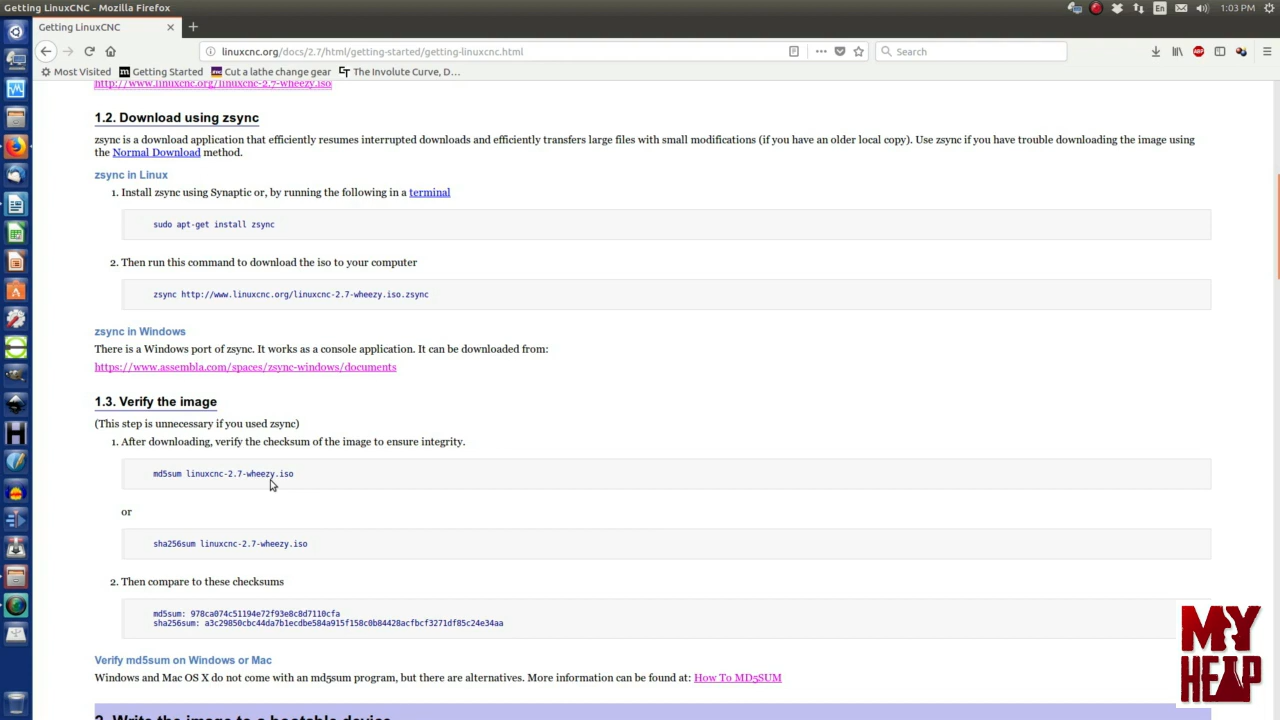 Getting LinuxCNC - Mozilla Firefox
En
1:03 PM
Getting LinuxCNC
linuxcnc.org/docs/2.7/html/getting-started/getting-linuxcnc.html
Search
ABP
Most Visited
Getting Started
Cut a lathe change gear
The Involute Curve, D…
http://www.linuxcnc.org/linuxcnc-2.7-wheezy.iso
1.2. Download using zsync
zsync is a download application that efficiently resumes interrupted downloads and efficiently transfers large files with small modifications (if you have an older local copy). Use zsync if you have trouble downloading the image using
the Normal Download method.
zsync in Linux
1. Install zsync using Synaptic or, by running the following in a terminal
sudo apt-get install zsync
2. Then run this command to download the iso to your computer
zsync http://www.linuxcnc.org/linuxcnc-2.7-wheezy.iso.zsync
zsync in Windows
There is a Windows port of zsync. It works as a console application. It can be downloaded from:
https://www.assembla.com/spaces/zsync-windows/documents
1.3. Verify the image
(This step is unnecessary if you used zsync)
1. After downloading, verify the checksum of the image to ensure integrity.
md5sum linuxcnc-2.7-wheezy.iso
or
sha256sum linuxcnc-2.7-wheezy.iso
2. Then compare to these checksums
md5sum: 978ca074c51194e72f93e8c8d7110cfa
sha256sum: a3c29850cbc44da7b1ecdbe584a915f158c0b84428acfbcf3271df85c24e34aa
Verify md5sum on Windows or Mac
Windows and Mac OS X do not come with an md5sum program, but there are alternatives. More information can be found at: How To MD5SUM
2. Write the image to a bootable device
MY
HEAP